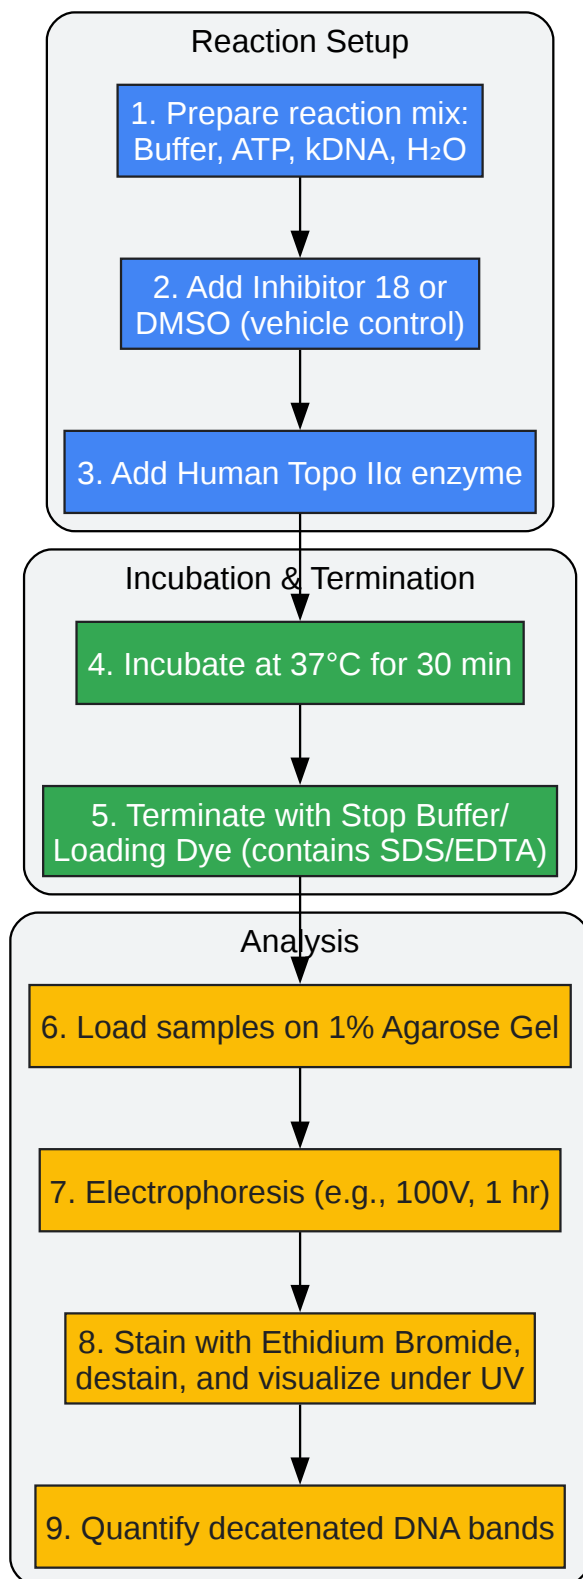 Reaction Setup
1. Prepare reaction mix:
Buffer, ATP, kDNA, H₂O
2. Add Inhibitor 18 or
DMSO (vehicle control)
3. Add Human Topo IIα enzyme
Incubation & Termination
4. Incubate at 37°C for 30 min
5. Terminate with Stop Buffer/
Loading Dye (contains SDS/EDTA)
Analysis
6. Load samples on 1% Agarose Gel
7. Electrophoresis (e.g., 100V, 1 hr)
8. Stain with Ethidium Bromide,
destain, and visualize under UV
9. Quantify decatenated DNA bands